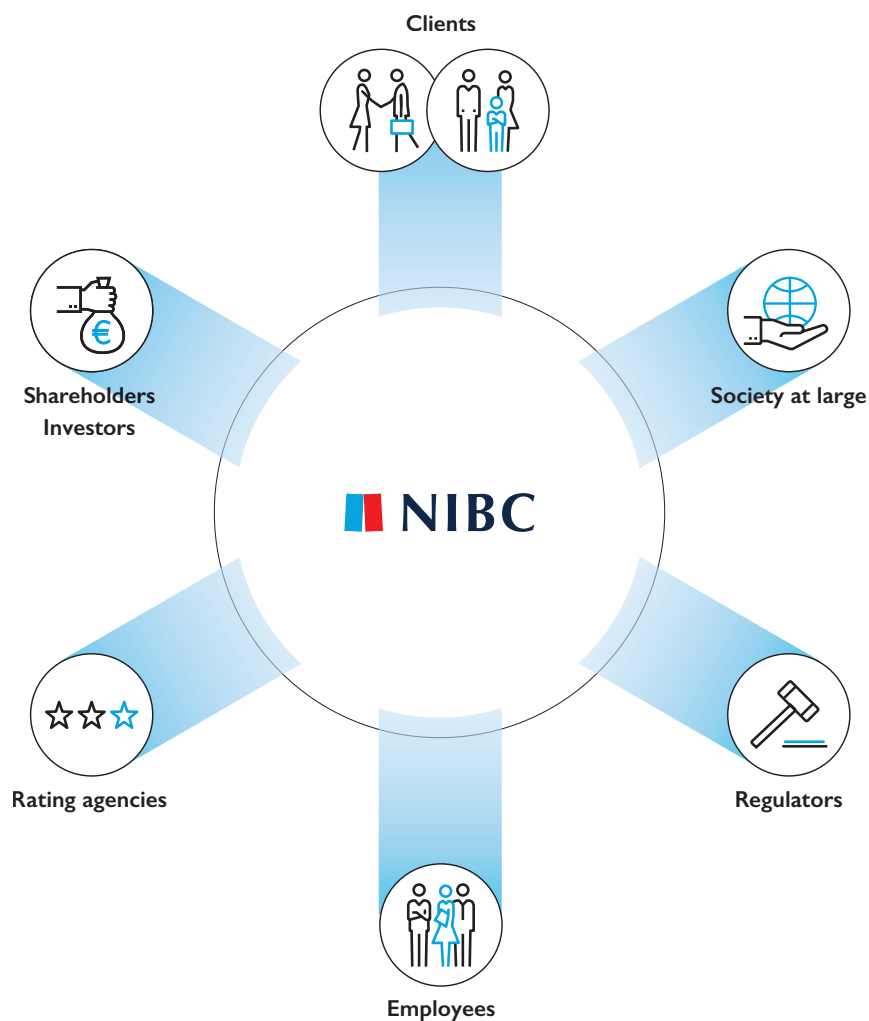 Clients
Shareholders
Investors
Society at large
€
NIBC
Rating agencies
Regulators
Employees